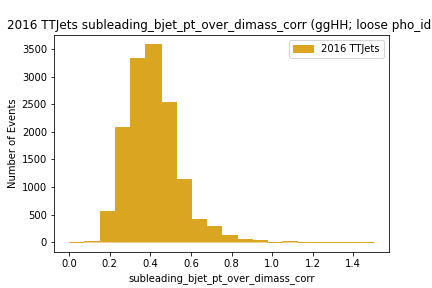 2016 TTJets subleading_bjet_pt_over_dimass_corr (ggHH; loose pho_id
3500
3000
2500
2000
1500
1000
500
0
Number of Events
2016 TTJets
0.0 0.2 0.4 0.6 0.8 1.0 1.2 1.4
subleading_bjet_pt_over_dimass_corr